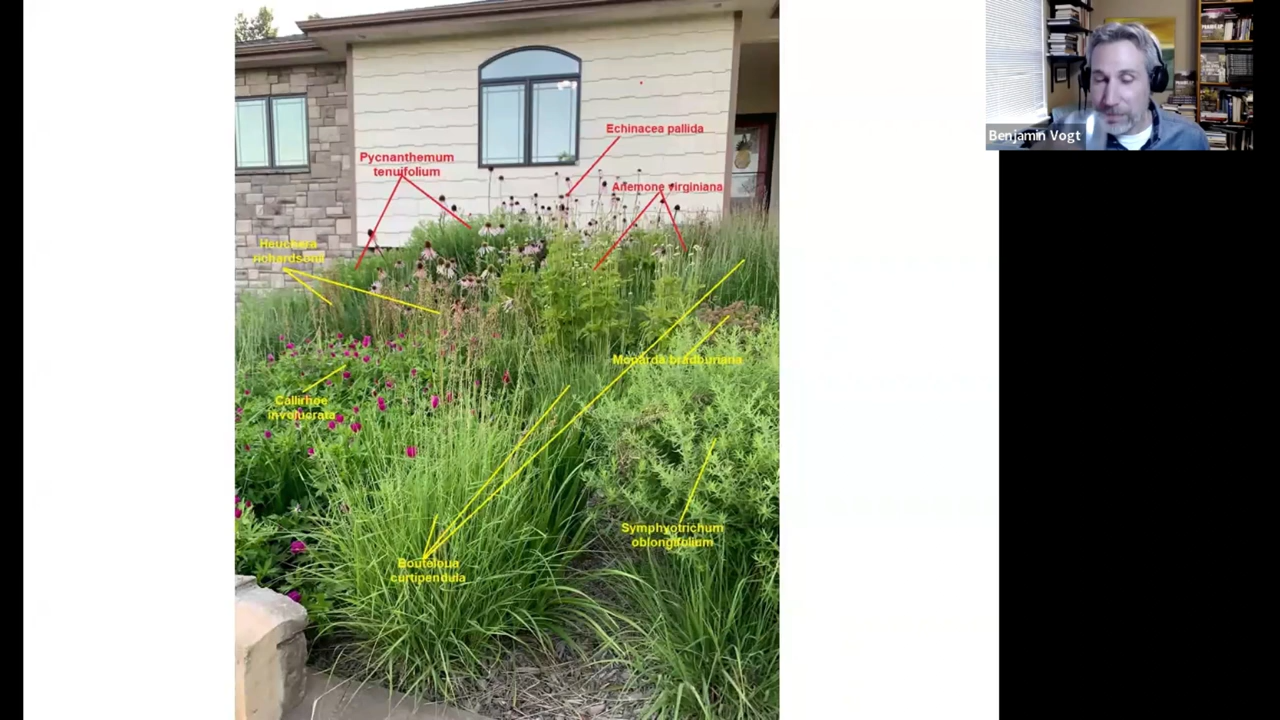 Benjamin Vogt
Echinacea pallida
Pycnanthemum
tenuifolium
Anemone virginiana
Heuchera
richardsonii
Monarda bradburiana
Callirhoe
involucrata
Symphyotrichum
oblongifolium
Bouteloua
curtipendula